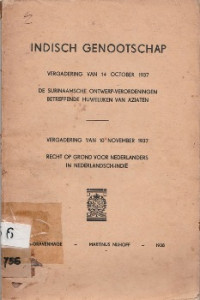 INDISCH GENOOTSCHAP
VERGADERING VAN 14 OCTOBER 1937
DE SURINAAMSCHE ONTWERP-VERORDENINGEN
BETREFFENDE HUWELIJKEN VAN AZIATEN
VERGADERING VAN 10 NOVEMBER 1937
RECHT OP GROND VOOR NEDERLANDERS
IN NEDERLANDSCH-INDIË
6
756
'S-GRAVENHAGE - MARTINUS NIJHOFF - 1938